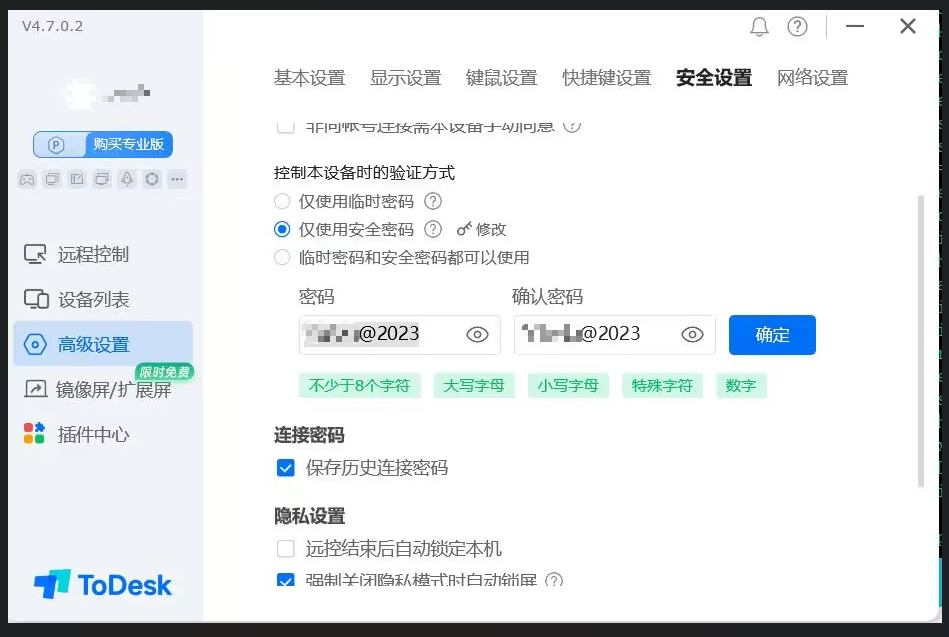 V4.7.0.2
购买专业版
远程控制
设备列表
高级设置
限时免费
镜像屏/扩展屏
插件中心
ToDesk
基本设置 显示设置 键鼠设置 快捷键设置 安全设置 网络设置
非同帐号连接需本设备手动同意
控制本设备时的验证方式
仅使用临时密码
仅使用安全密码 修改
临时密码和安全密码都可以使用
密码 确认密码
@2023 @2023 确定
不少于8个字符 大写字母 小写字母 特殊字符 数字
连接密码
保存历史连接密码
隐私设置
远控结束后自动锁定本机
强制关闭隐私模式时自动锁屏